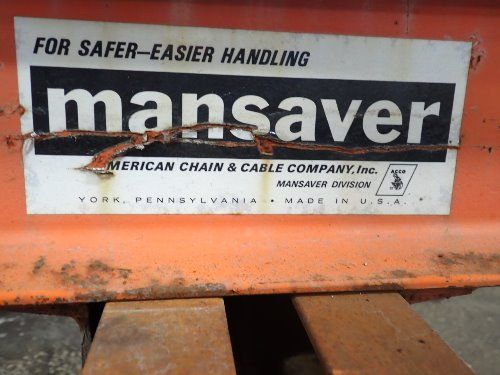 FOR SAFER—EASIER HANDLING
mansaver
MERICAN CHAIN & CABLE COMPANY, Inc.
MANSAVER DIVISION
ACCO
YORK, PENNSYLVANIA • MADE IN U.S.A.